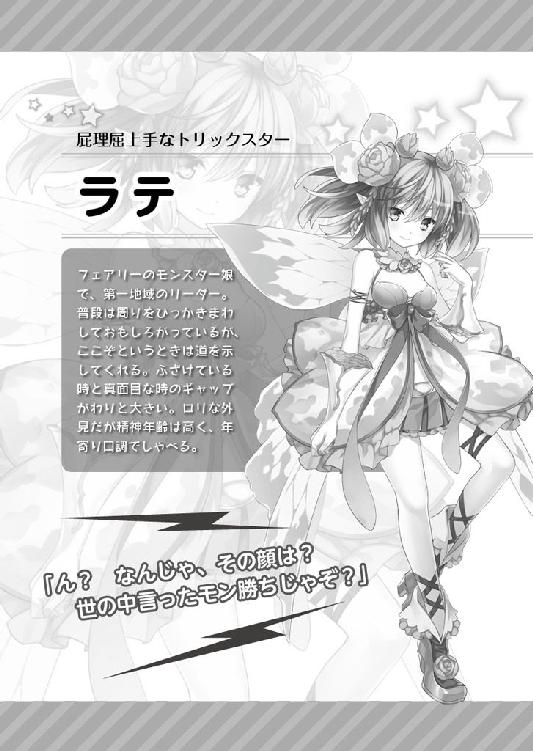 屁理屈上手なトリックスター
ラテ
フェアリーのモンスター娘
で、第一地域のリーダー。
普段は周りをひっかきまわ
しておもしろがっているが、
ここぞというときは道を示
してくれる。ふざけている
時と真面目な時のギャップ
がわりと大きい。ロリな外
見だが精神年齢は高く、年
寄り口調でしゃべる。
「ん？　なんじゃ、その顔は？
世の中言ったモン勝ちじゃぞ？」